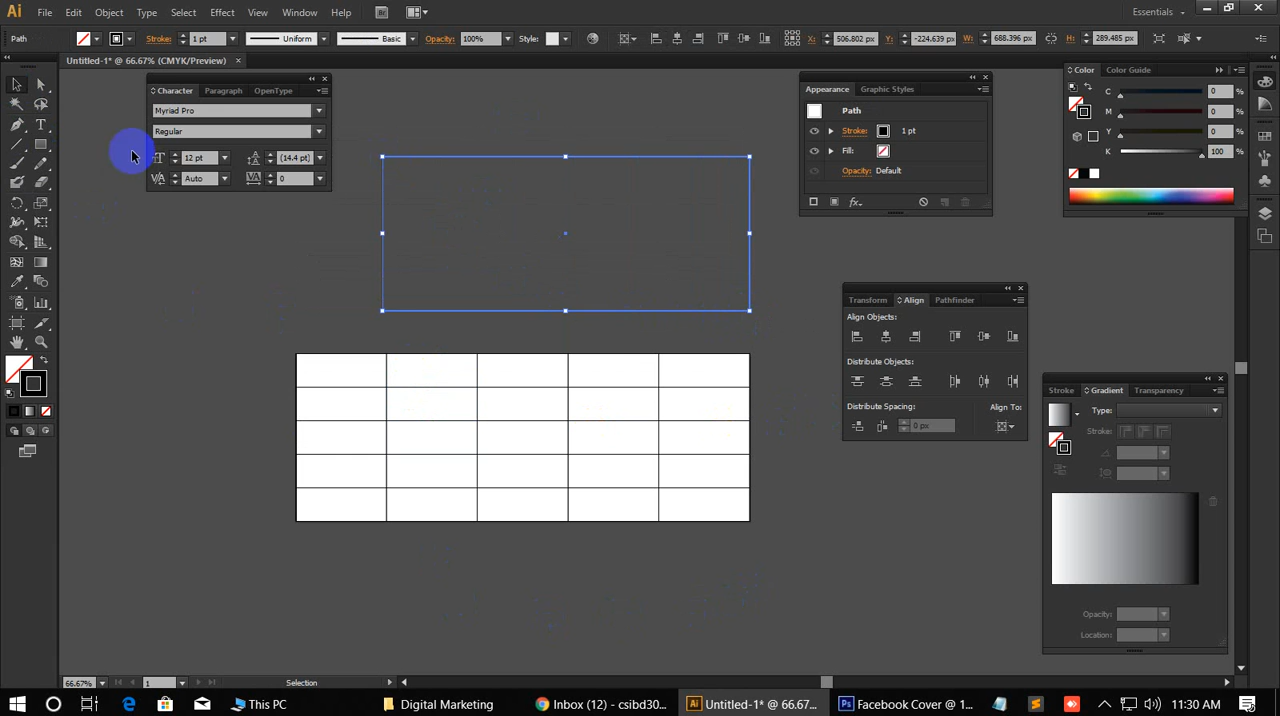 Ai File Edit Object Type Select Effect View Window Help Br Essentials
Path Stroke: 1 pt Uniform Basic Opacity: 100% Style: X: 506.802 px Y: -224.639 px W: 688.396 px H: 289.485 px
Untitled-1* @ 66.67% (CMYK/Preview) ×
Character Paragraph OpenType
Myriad Pro
Regular
12 pt (14.4 pt)
Auto 0
Appearance Graphic Styles
Path
Stroke: 1 pt
Fill:
Opacity: Default
fx
Color Color Guide
C 0 %
M 0 %
Y 0 %
K 100 %
Transform Align Pathfinder
Align Objects:
Distribute Objects:
Distribute Spacing: Align To:
0 px
Stroke Gradient Transparency
Type:
Stroke:
Opacity:
Location:
66.67% 1 Selection
This PC Digital Marketing Inbox (12) - csibd30... Untitled-1* @ 66.67... Facebook Cover @ 1... 11:30 AM